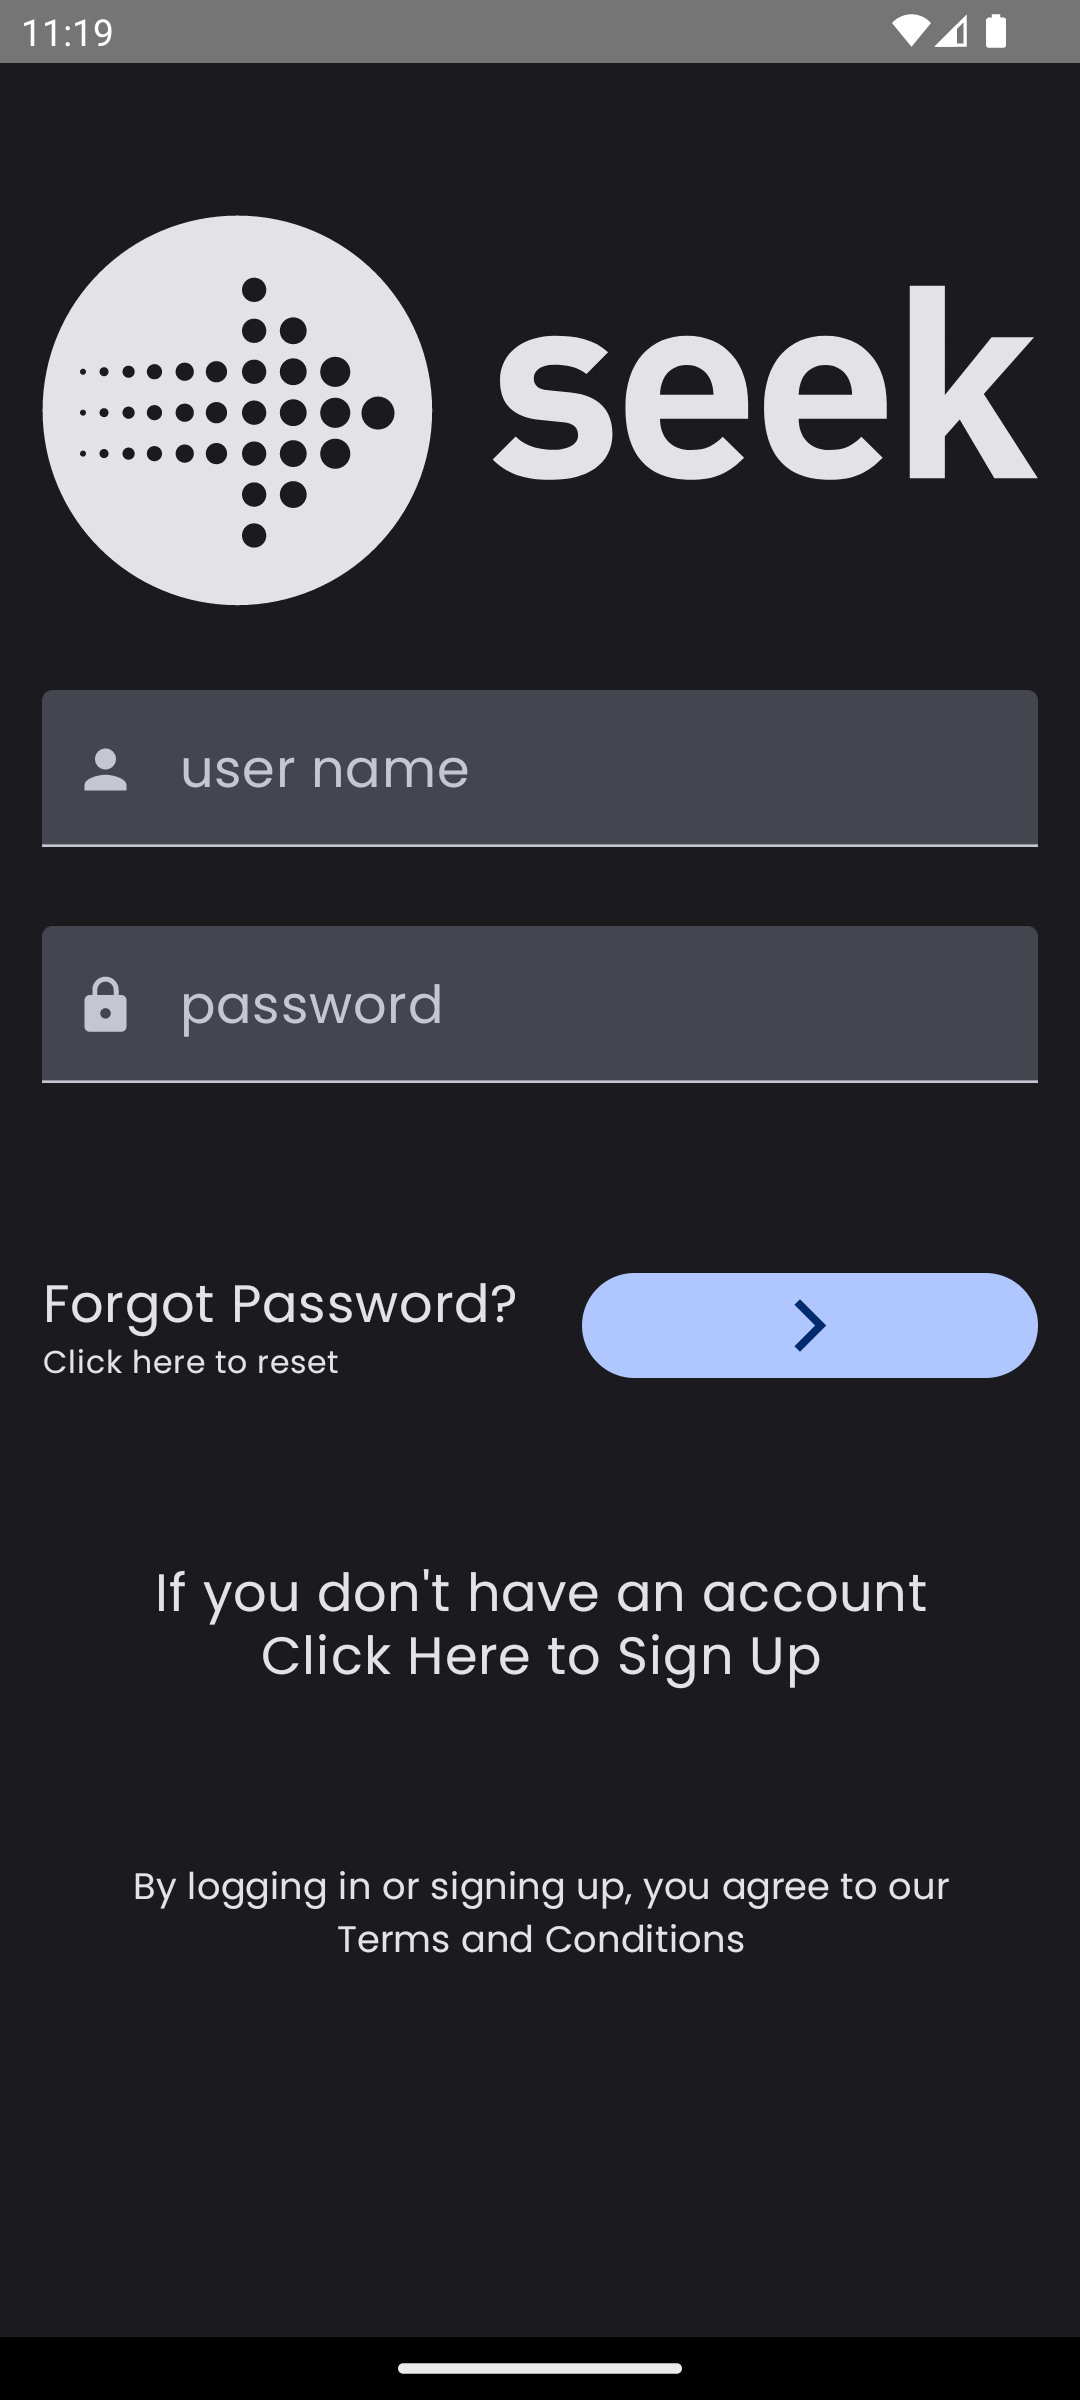 11:19
seek
user name
password
Forgot Password?
Click here to reset
If you don't have an account
Click Here to Sign Up
By logging in or signing up, you agree to our
Terms and Conditions